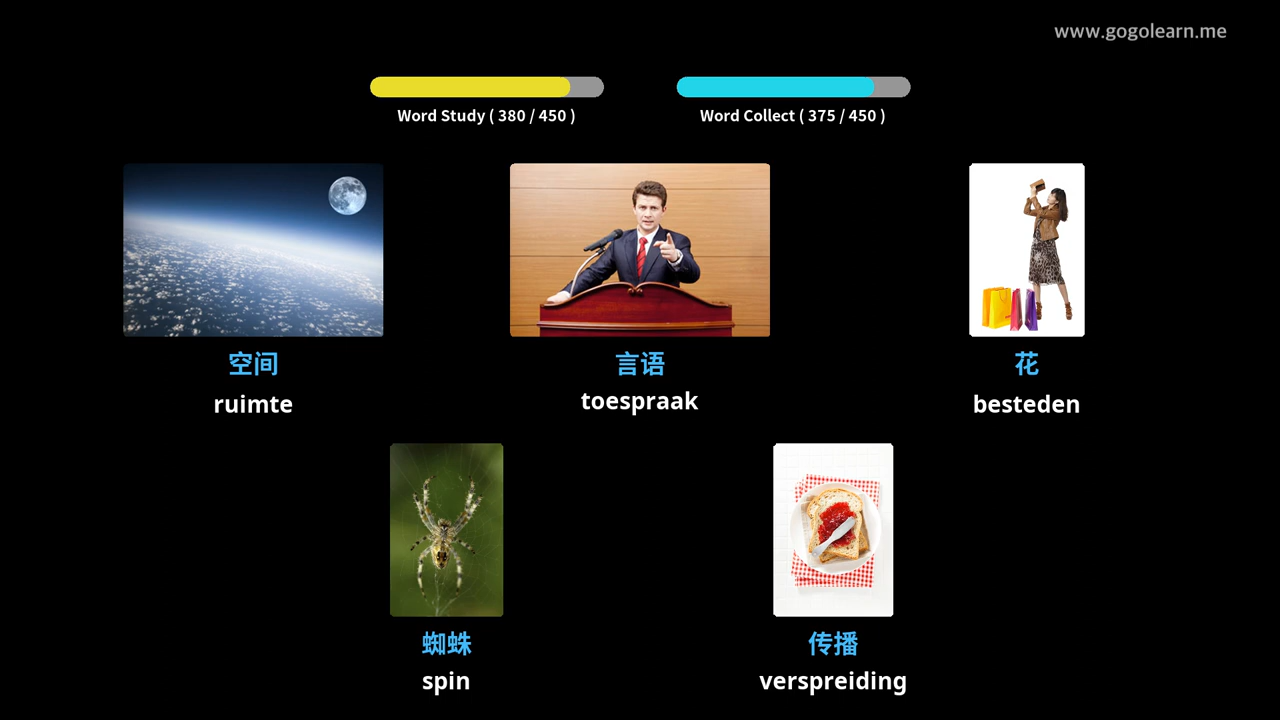 www.gogolearn.me
Word Study ( 380 / 450 )
Word Collect ( 375 / 450 )
空间
ruimte
言语
toespraak
花
besteden
蜘蛛
spin
传播
verspreiding